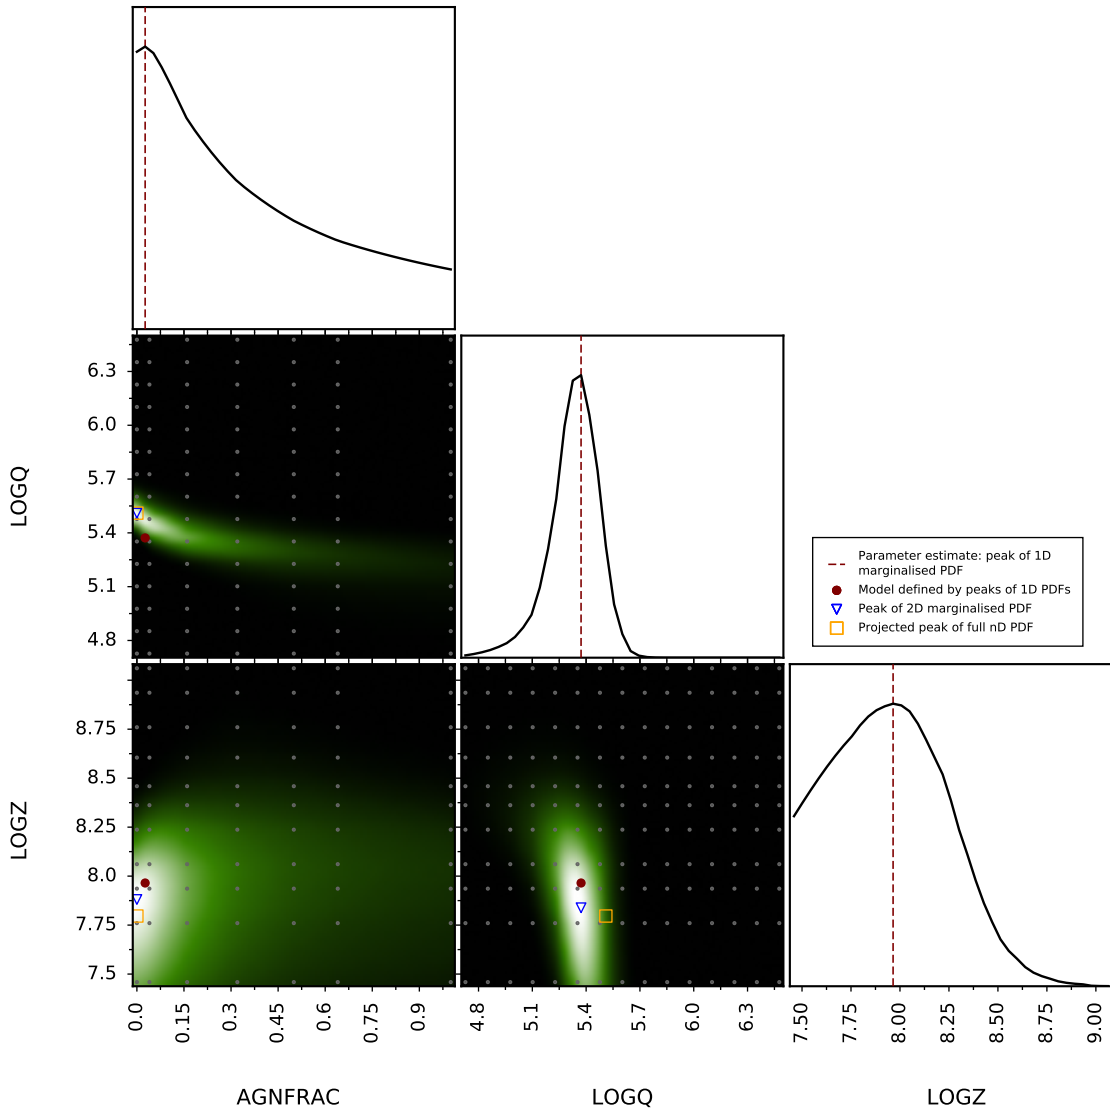 6.3
6.0
5.7
LOGQ
5.4
5.1
4.8
Parameter estimate: peak of 1D
marginalised PDF
Model defined by peaks of 1D PDFs
Peak of 2D marginalised PDF
Projected peak of full nD PDF
8.75
8.5
LOGZ
8.25
8.0
7.75
7.5
0.0 0.15 0.3 0.45 0.6 0.75 0.9
4.8 5.1 5.4 5.7 6.0 6.3
7.50 7.75 8.00 8.25 8.50 8.75 9.00
AGNFRAC LOGQ LOGZ